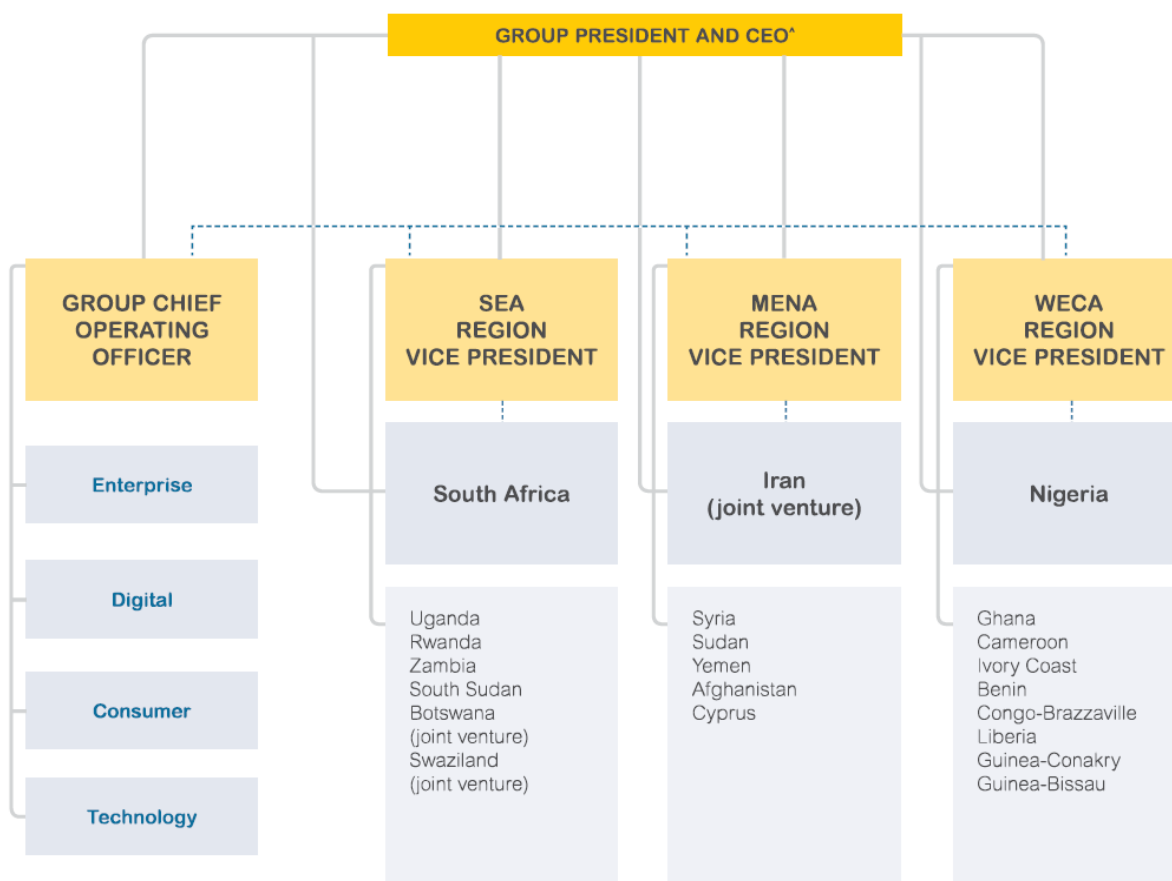 GROUP PRESIDENT AND CEO^
GROUP CHIEF
OPERATING
OFFICER
Enterprise
Digital
Consumer
Technology
SEA
REGION
VICE PRESIDENT
South Africa
Uganda
Rwanda
Zambia
South Sudan
Botswana
(joint venture)
Swaziland
(joint venture)
MENA
REGION
VICE PRESIDENT
Iran
(joint venture)
Syria
Sudan
Yemen
Afghanistan
Cyprus
WECA
REGION
VICE PRESIDENT
Nigeria
Ghana
Cameroon
Ivory Coast
Benin
Congo-Brazzaville
Liberia
Guinea-Conakry
Guinea-Bissau